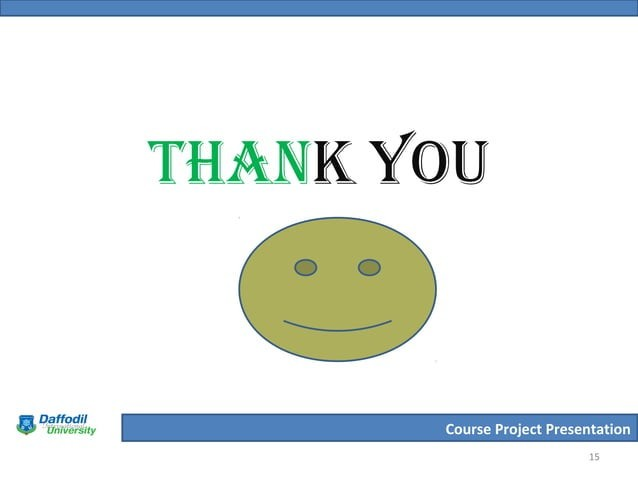 THANK YOU
Daffodil
University
Course Project Presentation
15